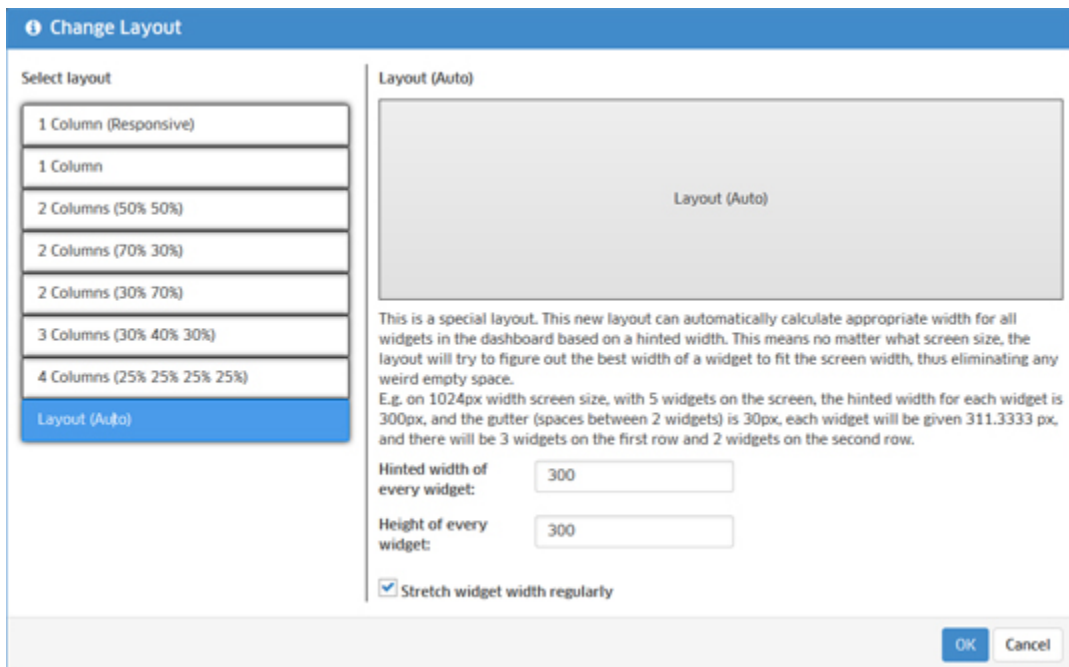 Change Layout
Select layout
1 Column (Responsive)
1 Column
2 Columns (50% 50%)
2 Columns (70% 30%)
2 Columns (30% 70%)
3 Columns (30% 40% 30%)
4 Columns (25% 25% 25% 25%)
Layout (Auto)
Layout (Auto)
Layout (Auto)
This is a special layout. This new layout can automatically calculate appropriate width for all
widgets in the dashboard based on a hinted width. This means no matter what screen size, the
layout will try to figure out the best width of a widget to fit the screen width, thus eliminating any
weird empty space.
E.g. on 1024px width screen size, with 5 widgets on the screen, the hinted width for each widget is
300px, and the gutter (spaces between 2 widgets) is 30px, each widget will be given 311.3333 px,
and there will be 3 widgets on the first row and 2 widgets on the second row.
Hinted width of
every widget:
300
Height of every
widget:
300
Stretch widget width regularly
OK
Cancel